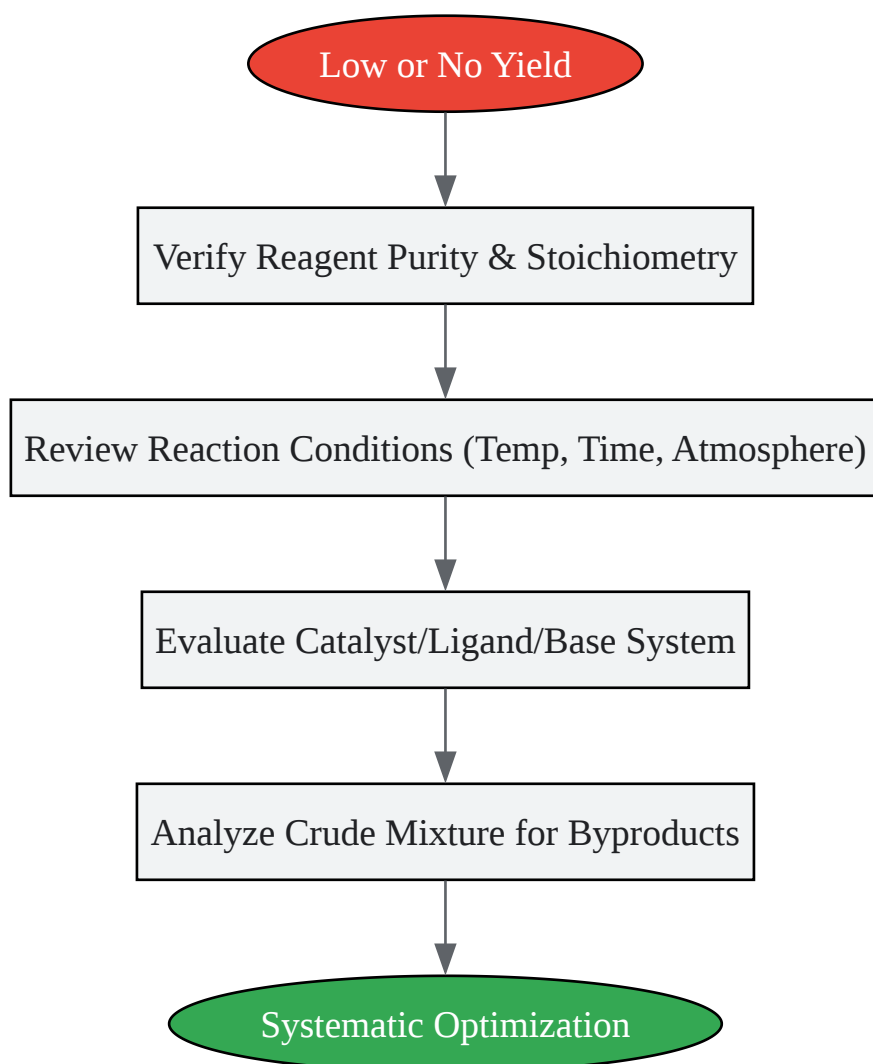 Low or No Yield
Verify Reagent Purity & Stoichiometry
Review Reaction Conditions (Temp, Time, Atmosphere)
Evaluate Catalyst/Ligand/Base System
Analyze Crude Mixture for Byproducts
Systematic Optimization